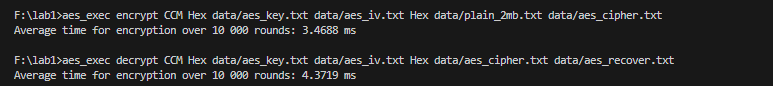 F:\lab1>aes_exec encrypt CCM Hex data/aes_key.txt data/aes_iv.txt Hex data/plain_2mb.txt data/aes_cipher.txt
Average time for encryption over 10 000 rounds: 3.4688 ms
F:\lab1>aes_exec decrypt CCM Hex data/aes_key.txt data/aes_iv.txt Hex data/aes_cipher.txt data/aes_recover.txt
Average time for encryption over 10 000 rounds: 4.3719 ms